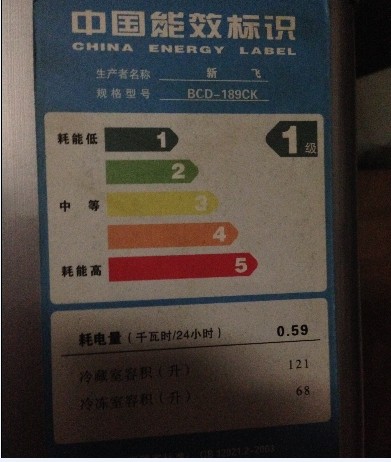 中国能效标识
CHINA ENERGY LABEL
生产者名称 新 飞
规格型号 BCD-189CK
耗能低 1 1级
2
中 等 3
4
耗能高 5
耗电量(千瓦时/24小时) 0.59
冷藏室容积(升) 121
冷冻室容积(升) 68